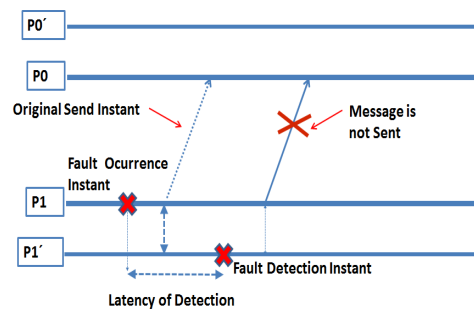 P0´
P0
Original Send Instant
Message is
not Sent
Fault Ocurrence
Instant
P1
P1´
Fault Detection Instant
Latency of Detection